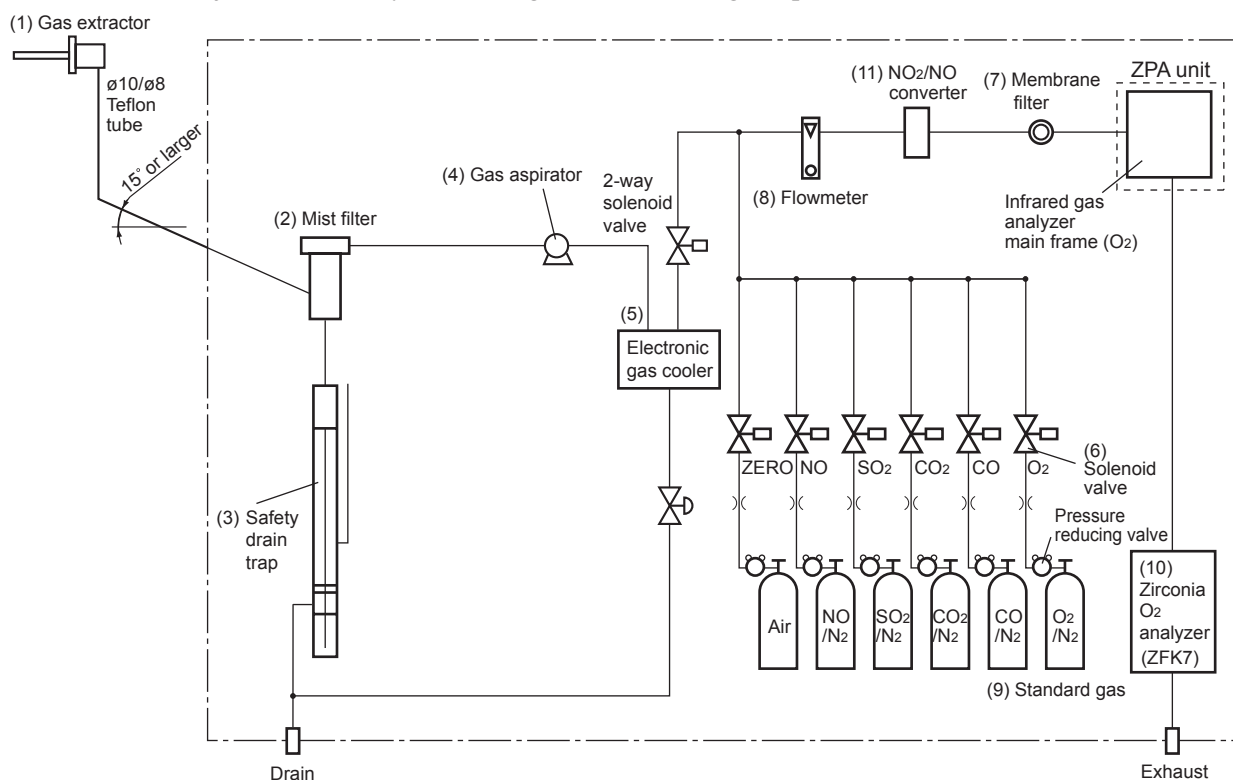 (1) Gas extractor
ø10/ø8
Teflon
tube
15° or larger
(2) Mist filter
(3) Safety
drain
trap
(4) Gas aspirator
2-way
solenoid
valve
(5)
Electronic
gas cooler
(11) NO2/NO
converter
(7) Membrane
filter
ZPA unit
(8) Flowmeter
Infrared gas
analyzer
main frame (O2)
ZERO
NO
SO2
CO2
CO
O2
(6)
Solenoid
valve
Pressure
reducing valve
Air
NO
/N2
SO2
/N2
CO2
/N2
CO
/N2
O2
/N2
(9) Standard gas
(10)
Zirconia
O2
analyzer
(ZFK7)
Drain
Exhaust